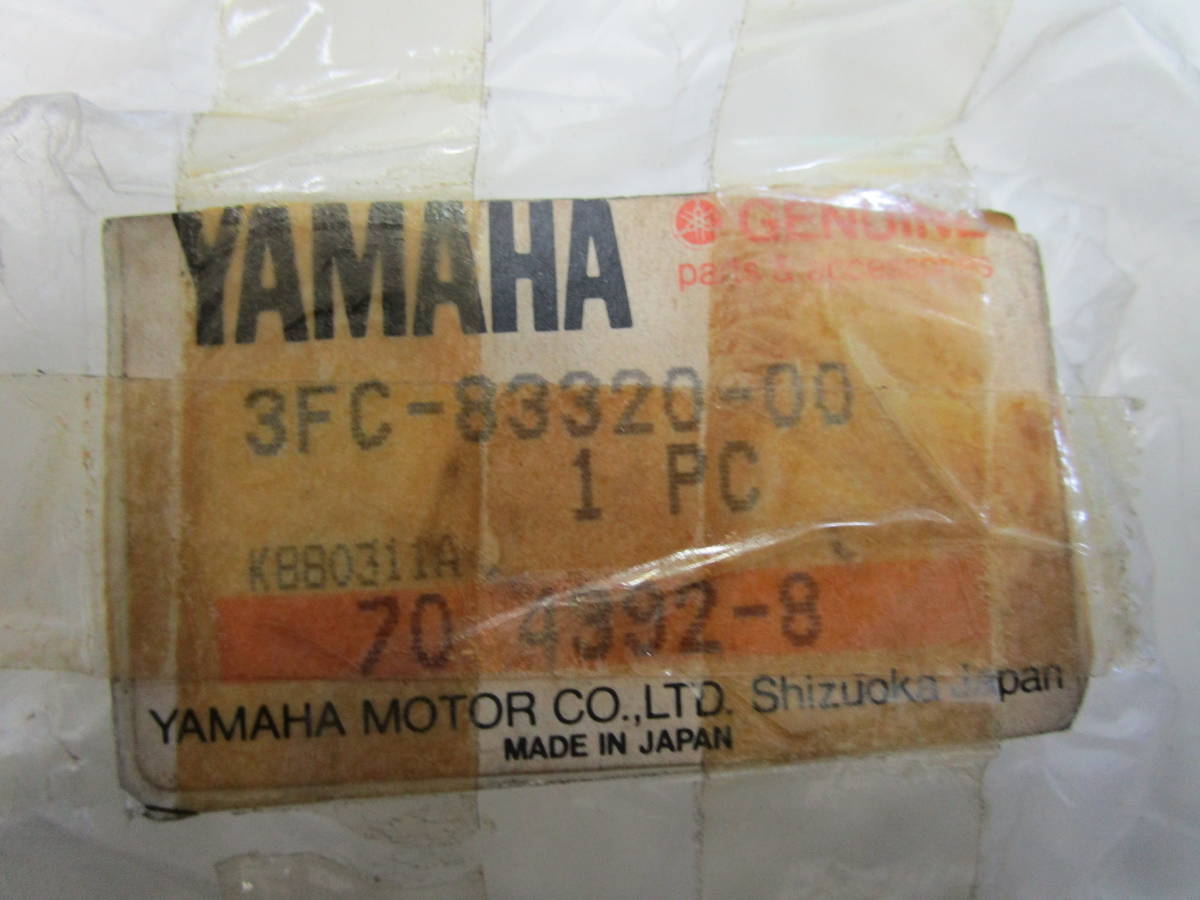 YAMAHA
GENUINE
parts & accessories
3FC-83320-00
1 PC
K880311A
70 4392-8
YAMAHA MOTOR CO.,LTD. Shizuoka Japan
MADE IN JAPAN